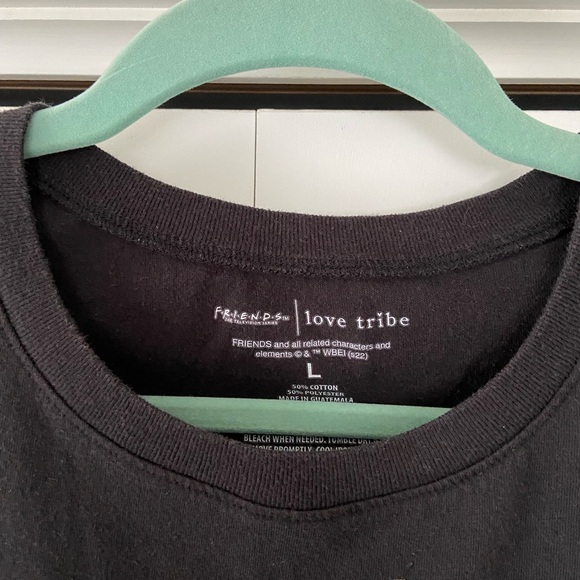 F·R·I·E·N·D·S™ | love tribe
THE TELEVISION SERIES
FRIENDS and all related characters and
elements © & ™ WBEI (s22)
L
50% COTTON
50% POLYESTER
MADE IN GUATEMALA
BLEACH WHEN NEEDED. TUMBLE DRY